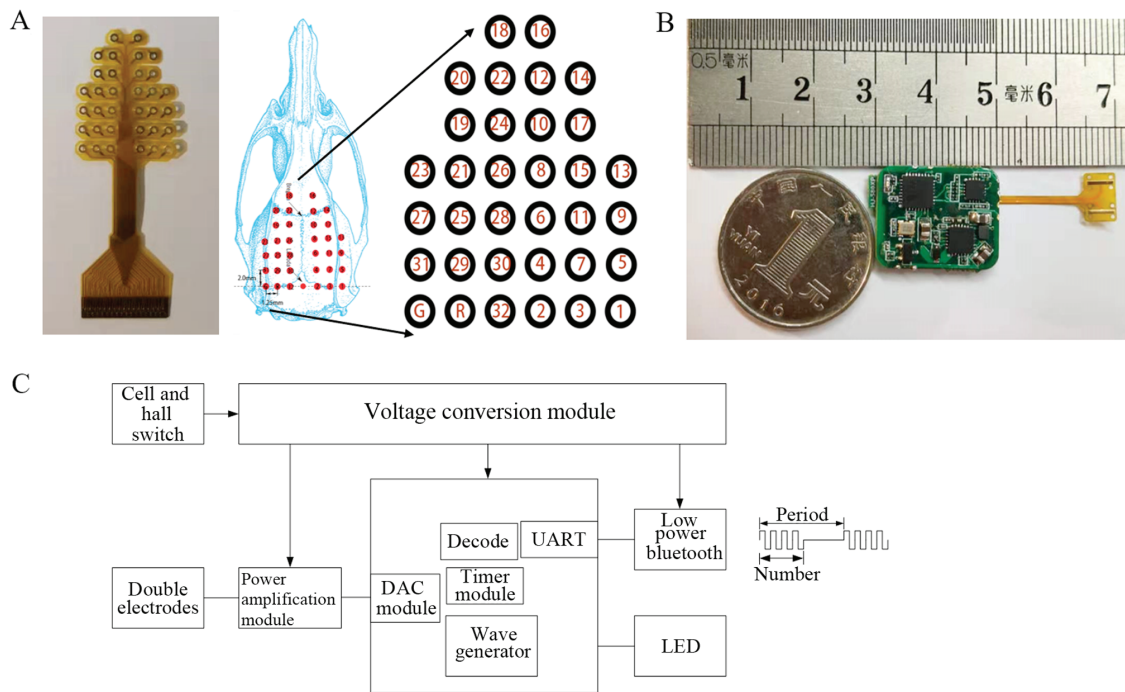 A
B
18 16
20 22 12 14
19 24 10 17
23 21 26 8 15 13
27 25 28 6 11 9
31 29 30 4 7 5
G R 32 2 3 1
2.0mm
1.25mm
0.5 毫米
1 2 3 4 5 毫米 6 7
1
YI
YUAN
元
2016
C
Cell and
hall
switch
Voltage conversion module
Decode
UART
Low
power
bluetooth
Period
Number
Double
electrodes
Power
amplification
module
DAC
module
Timer
module
Wave
generator
LED